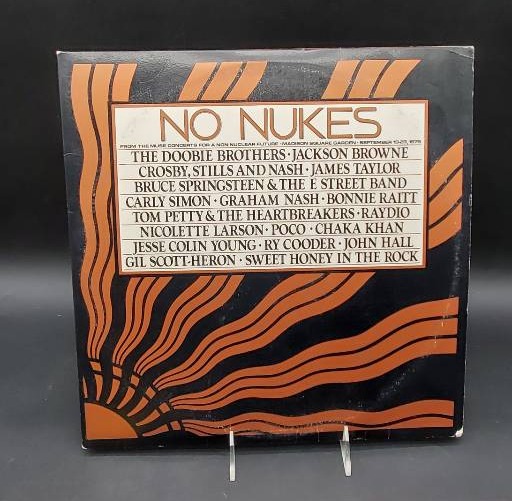 NO NUKES
FROM THE MUSE CONCERTS FOR A NON-NUCLEAR FUTURE · MADISON SQUARE GARDEN · SEPTEMBER 19-23, 1979
THE DOOBIE BROTHERS · JACKSON BROWNE
CROSBY, STILLS AND NASH · JAMES TAYLOR
BRUCE SPRINGSTEEN & THE E STREET BAND
CARLY SIMON · GRAHAM NASH · BONNIE RAITT
TOM PETTY & THE HEARTBREAKERS · RAYDIO
NICOLETTE LARSON · POCO · CHAKA KHAN
JESSE COLIN YOUNG · RY COODER · JOHN HALL
GIL SCOTT-HERON · SWEET HONEY IN THE ROCK